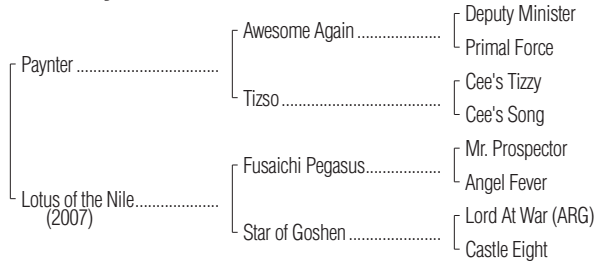 Deputy Minister
Awesome Again ..................
Primal Force
Paynter ..............................
Cee's Tizzy
Tizso ..................................
Cee's Song
Mr. Prospector
Fusaichi Pegasus................
Angel Fever
Lotus of the Nile..................
(2007)
Lord At War (ARG)
Star of Goshen ....................
Castle Eight